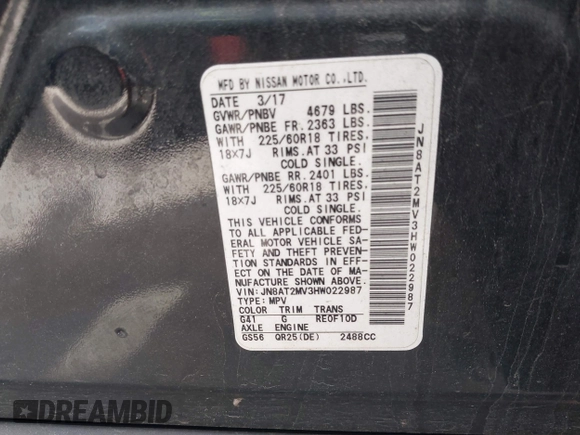 MFD BY NISSAN MOTOR CO.,LTD.
DATE 3/17
GVWR/PNBV 4679 LBS.
GAWR/PNBE FR. 2363 LBS.
WITH 225/60R18 TIRES,
18X7J RIMS.AT 33 PSI
COLD SINGLE.
GAWR/PNBE RR. 2401 LBS.
WITH 225/60R18 TIRES,
18X7J RIMS.AT 33 PSI
COLD SINGLE.
THIS VEHICLE CONFORMS
TO ALL APPLICABLE FED-
ERAL MOTOR VEHICLE SA-
FETY AND THEFT PREVEN-
TION STANDARDS IN EFF-
ECT ON THE DATE OF MA-
NUFACTURE SHOWN ABOVE.
VIN: JN8AT2MV3HW022987
TYPE: MPV
COLOR TRIM TRANS
G41 G RE0F10D
AXLE ENGINE
GS56 QR25(DE) 2488CC
JN8AT2MV3HW022987
DREAMBID